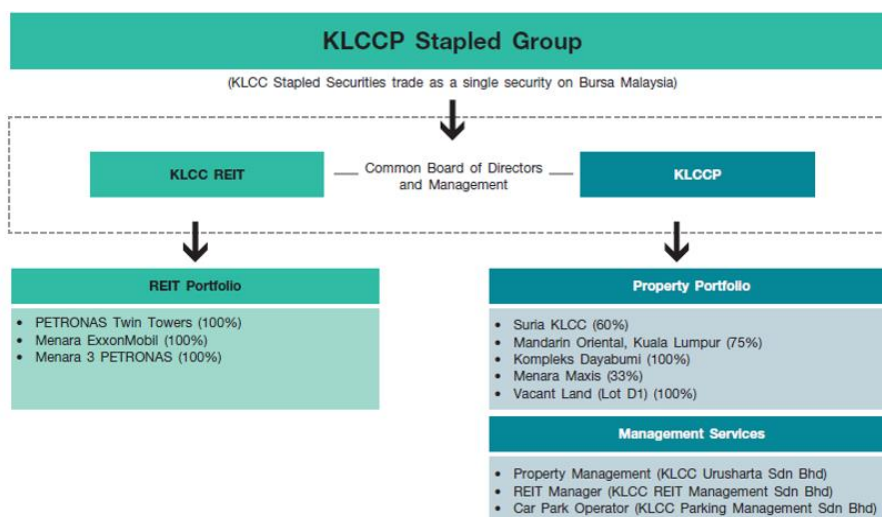 KLCCP Stapled Group
(KLCC Stapled Securities trade as a single security on Bursa Malaysia)
KLCC REIT
Common Board of Directors
and Management
KLCCP
REIT Portfolio
• PETRONAS Twin Towers (100%)
• Menara ExxonMobil (100%)
• Menara 3 PETRONAS (100%)
Property Portfolio
• Suria KLCC (60%)
• Mandarin Oriental, Kuala Lumpur (75%)
• Kompleks Dayabumi (100%)
• Menara Maxis (33%)
• Vacant Land (Lot D1) (100%)
Management Services
• Property Management (KLCC Urusharta Sdn Bhd)
• REIT Manager (KLCC REIT Management Sdn Bhd)
• Car Park Operator (KLCC Parking Management Sdn Bhd)